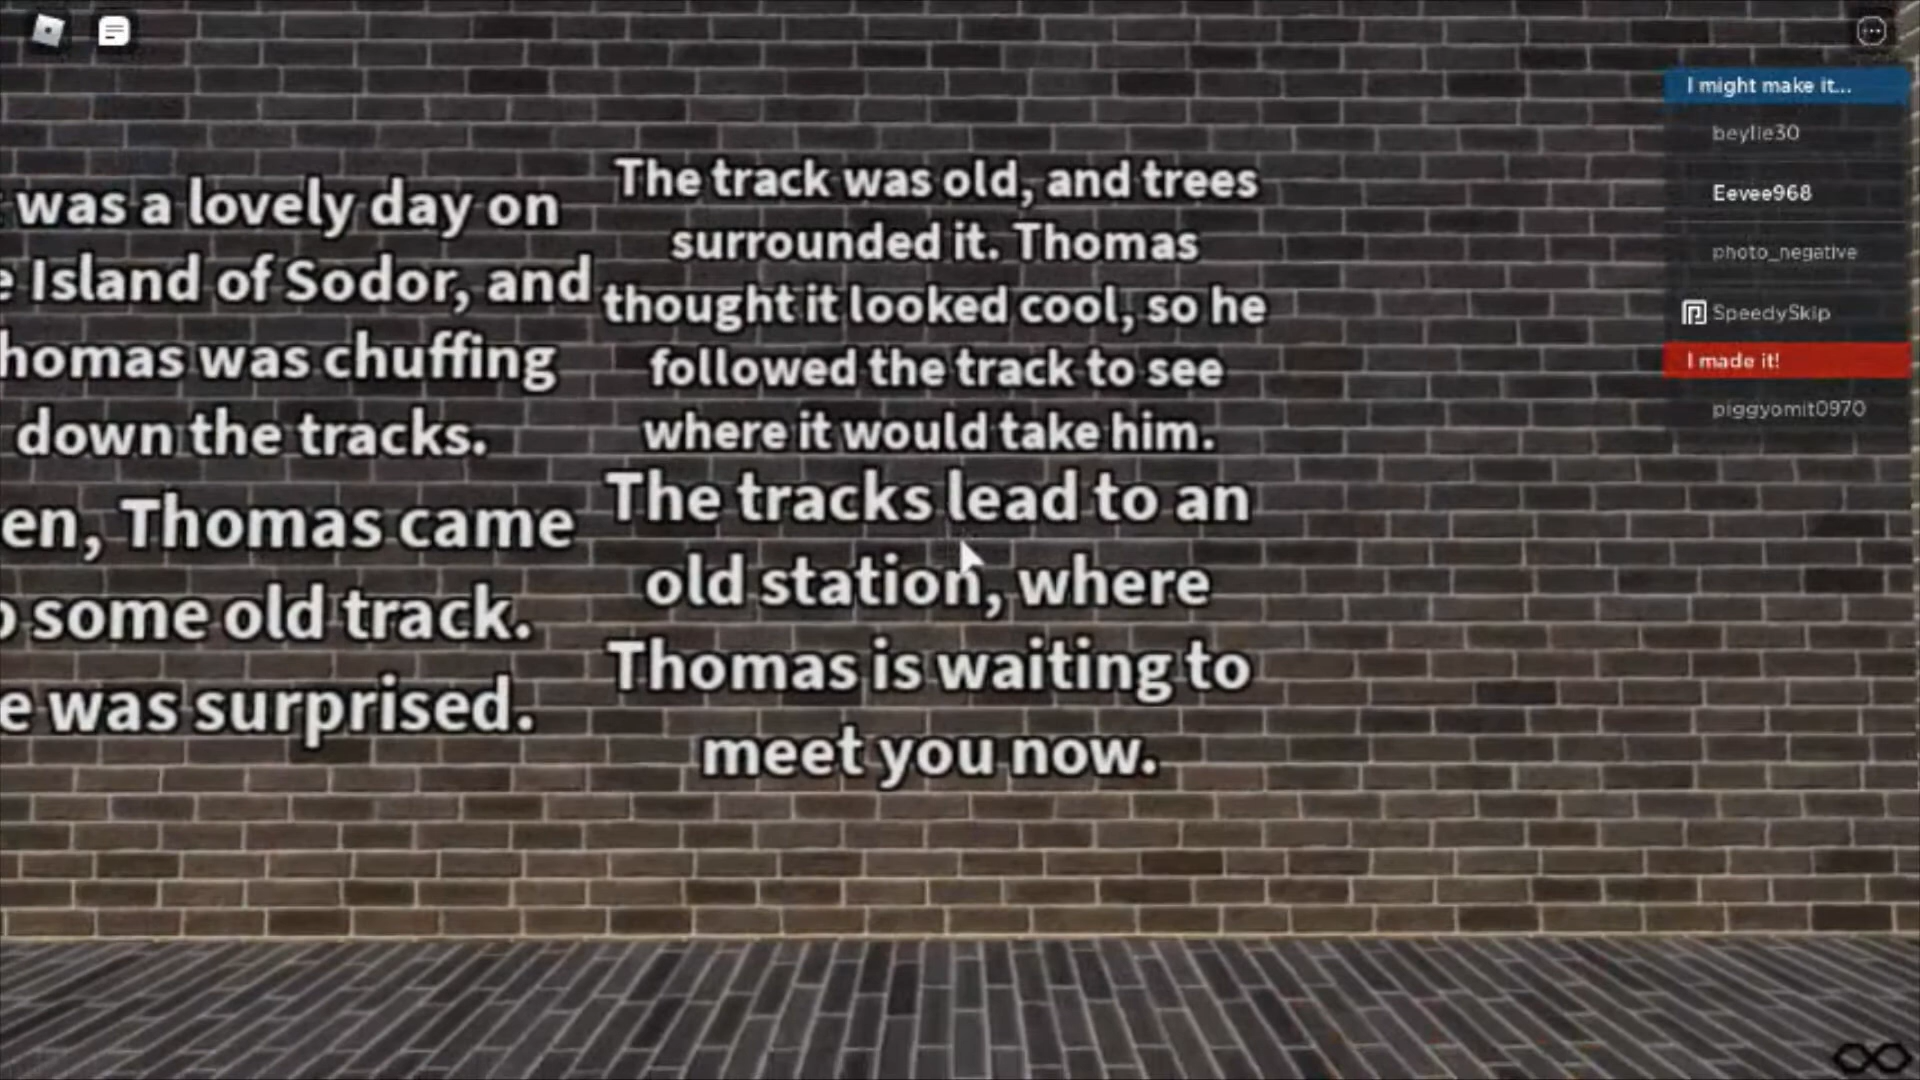 was a lovely day on
Island of Sodor, and
homas was chuffing
down the tracks.
en, Thomas came
some old track.
e was surprised.
The track was old, and trees
surrounded it. Thomas
thought it looked cool, so he
followed the track to see
where it would take him.
The tracks lead to an
old station, where
Thomas is waiting to
meet you now.
I might make it...
beylie30
Eevee968
photo_negative
SpeedySkip
I made it!
piggyomit0970